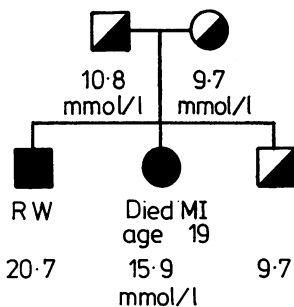 10·8 9·7
mmol/l mmol/l
RW Died MI
age 19
20·7 15·9 9·7
mmol/l